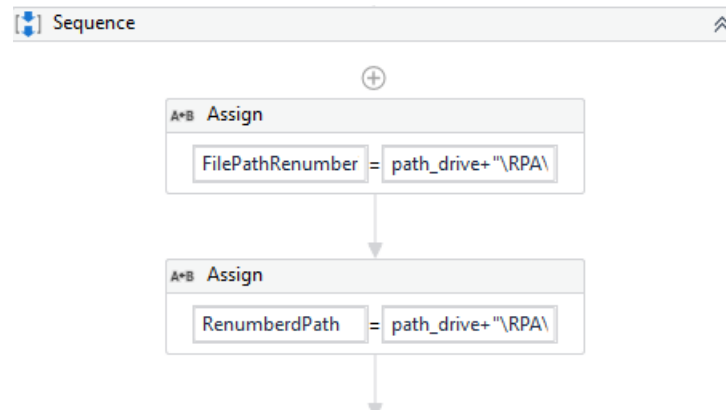 Sequence
A+B Assign
FilePathRenumber = path_drive+"\RPA\
A+B Assign
RenumberdPath = path_drive+"\RPA\